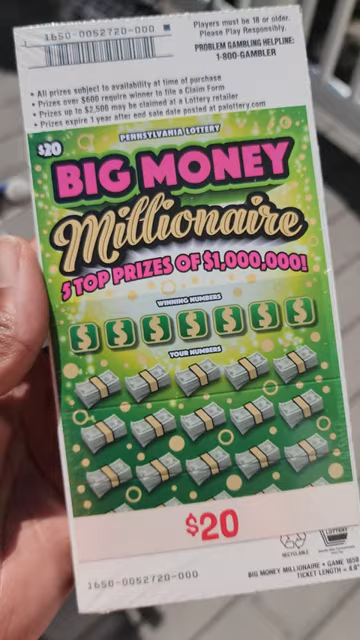 1650-0052720-000
Players must be 18 or older.
Please Play Responsibly.
PROBLEM GAMBLING HELPLINE:
1-800-GAMBLER
• All prizes subject to availability at time of purchase
• Prizes over $600 require winner to file a Claim Form
• Prizes up to $2,500 may be claimed at a Lottery retailer
• Prizes expire 1 year after end sale date posted at palottery.com
PENNSYLVANIA LOTTERY
$20
BIG MONEY
Millionaire
5 TOP PRIZES OF $1,000,000!
WINNING NUMBERS
$ $ $ $ $ $ $
YOUR NUMBERS
$20
RECYCLABLE
LOTTERY
1650-0052720-000
BIG MONEY MILLIONAIRE • GAME 1650
TICKET LENGTH = 4.0"